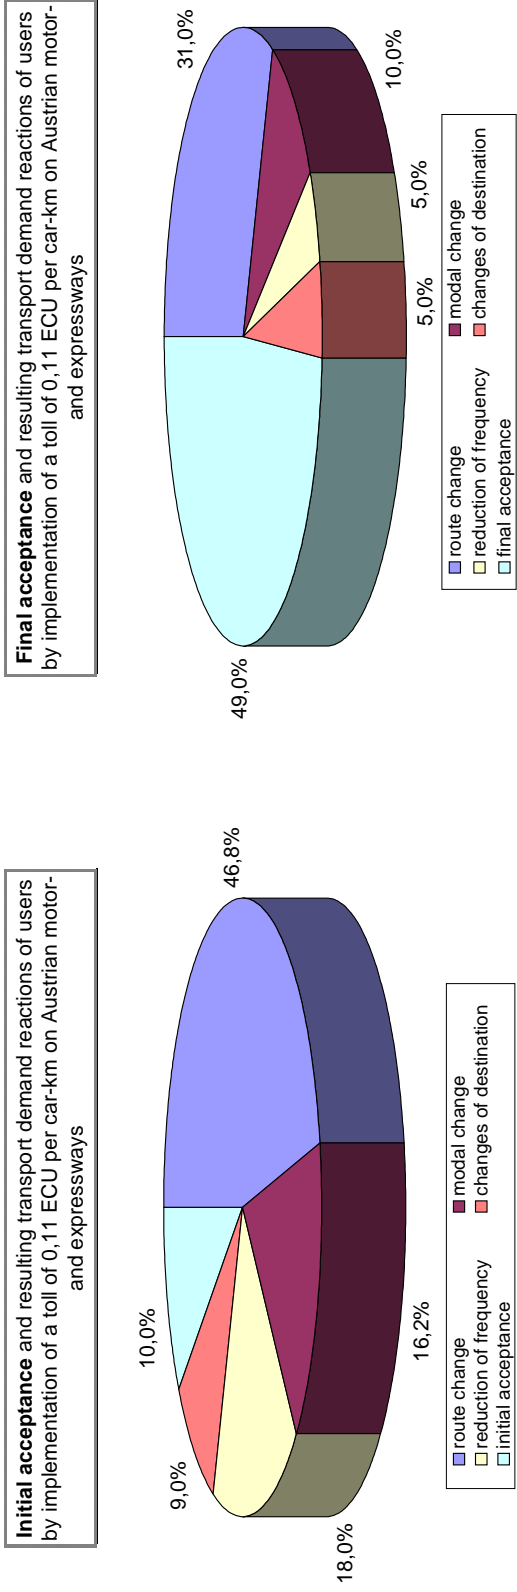 Initial acceptance and resulting transport demand reactions of users
by implementation of a toll of 0,11 ECU per car-km on Austrian motor-
and expressways
46,8%
10,0%
9,0%
16,2%
18,0%
route change
modal change
reduction of frequency
changes of destination
initial acceptance
Final acceptance and resulting transport demand reactions of users
by implementation of a toll of 0,11 ECU per car-km on Austrian motor-
and expressways
31,0%
49,0%
10,0%
5,0%
5,0%
route change
modal change
reduction of frequency
changes of destination
final acceptance